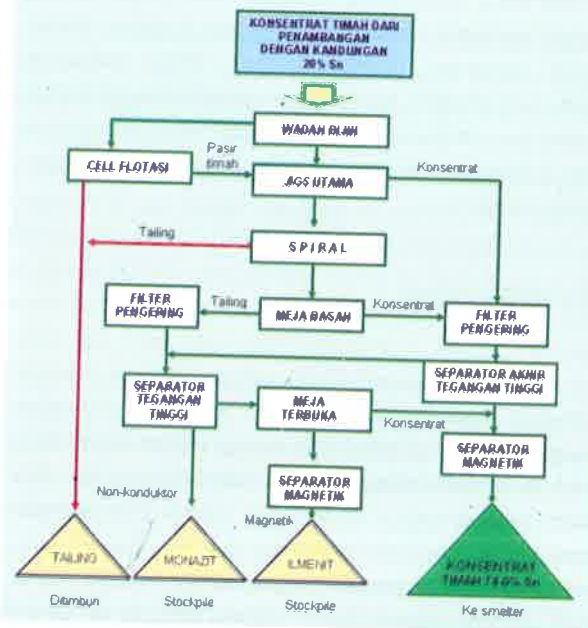 KONSENTRAT TIMAH DARI
PENAMBANGAN
DENGAN KANDUNGAN
20% Sn
WADAH BIJIH
Pasir
timah
CELL FLOTASI
JIGS UTAMA
Konsentrat
Tailing
SPIRAL
FILTER
PENGERING
Tailing
MEJA BASAH
Konsentrat
FILTER
PENGERING
SEPARATOR AKHIR
TEGANGAN TINGGI
SEPARATOR
TEGANGAN
TINGGI
MEJA
TERBUKA
Konsentrat
SEPARATOR
MAGNETIK
SEPARATOR
MAGNETIK
Non-konduktor
Magnetik
TAILING
MONAZIT
ILMENIT
KONSENTRAT
TIMAH
% Sn
Ditimbun
Stockpile
Stockpile
Ke smelter